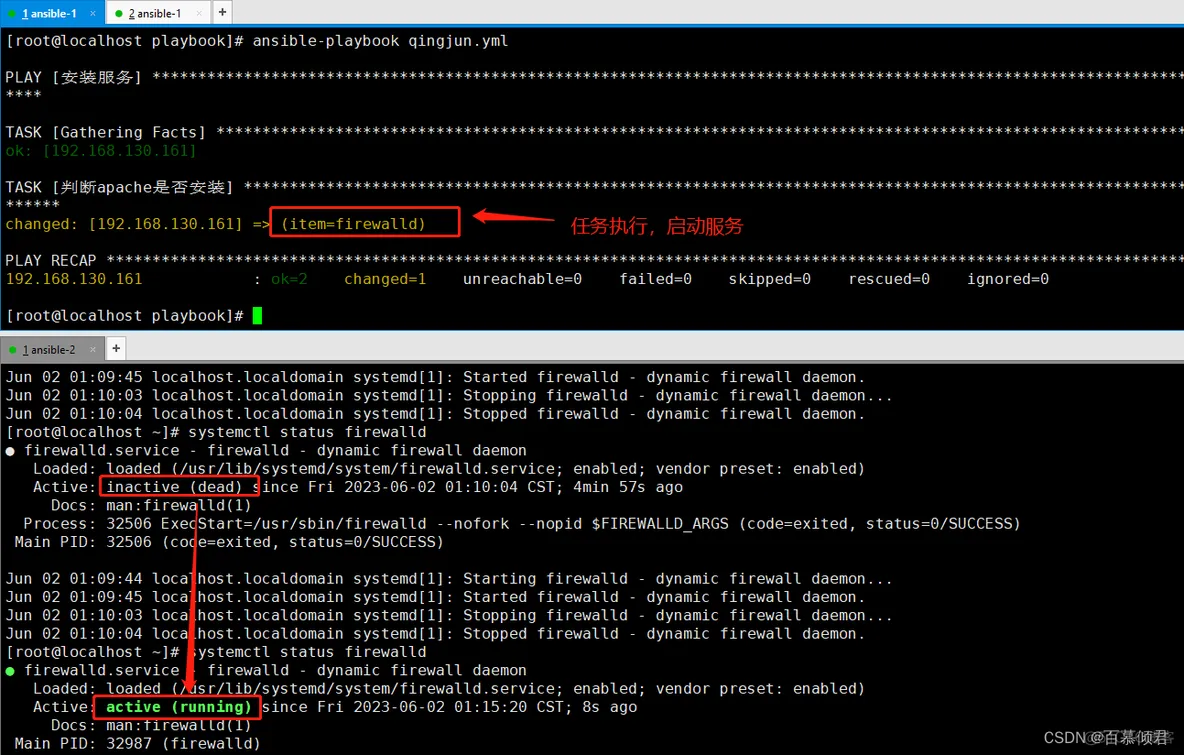 1 ansible-1 × 2 ansible-1 × +
[root@localhost playbook]# ansible-playbook qingjun.yml
PLAY [安装服务] *****************************************************************************************************************
****
TASK [Gathering Facts] **********************************************************************************************************
ok: [192.168.130.161]
TASK [判断apache是否安装] *******************************************************************************************************
******
changed: [192.168.130.161] => (item=firewalld)
任务执行，启动服务
PLAY RECAP **********************************************************************************************************************
192.168.130.161 : ok=2 changed=1 unreachable=0 failed=0 skipped=0 rescued=0 ignored=0
[root@localhost playbook]#
1 ansible-2 × +
Jun 02 01:09:45 localhost.localdomain systemd[1]: Started firewalld - dynamic firewall daemon.
Jun 02 01:10:03 localhost.localdomain systemd[1]: Stopping firewalld - dynamic firewall daemon...
Jun 02 01:10:04 localhost.localdomain systemd[1]: Stopped firewalld - dynamic firewall daemon.
[root@localhost ~]# systemctl status firewalld
● firewalld.service - firewalld - dynamic firewall daemon
Loaded: loaded (/usr/lib/systemd/system/firewalld.service; enabled; vendor preset: enabled)
Active: inactive (dead) since Fri 2023-06-02 01:10:04 CST; 4min 57s ago
Docs: man:firewalld(1)
Process: 32506 ExecStart=/usr/sbin/firewalld --nofork --nopid $FIREWALLD_ARGS (code=exited, status=0/SUCCESS)
Main PID: 32506 (code=exited, status=0/SUCCESS)
Jun 02 01:09:44 localhost.localdomain systemd[1]: Starting firewalld - dynamic firewall daemon...
Jun 02 01:09:45 localhost.localdomain systemd[1]: Started firewalld - dynamic firewall daemon.
Jun 02 01:10:03 localhost.localdomain systemd[1]: Stopping firewalld - dynamic firewall daemon...
Jun 02 01:10:04 localhost.localdomain systemd[1]: Stopped firewalld - dynamic firewall daemon.
[root@localhost ~]# systemctl status firewalld
● firewalld.service - firewalld - dynamic firewall daemon
Loaded: loaded (/usr/lib/systemd/system/firewalld.service; enabled; vendor preset: enabled)
Active: active (running) since Fri 2023-06-02 01:15:20 CST; 8s ago
Docs: man:firewalld(1)
Main PID: 32987 (firewalld)
CSDN @百慕倾君